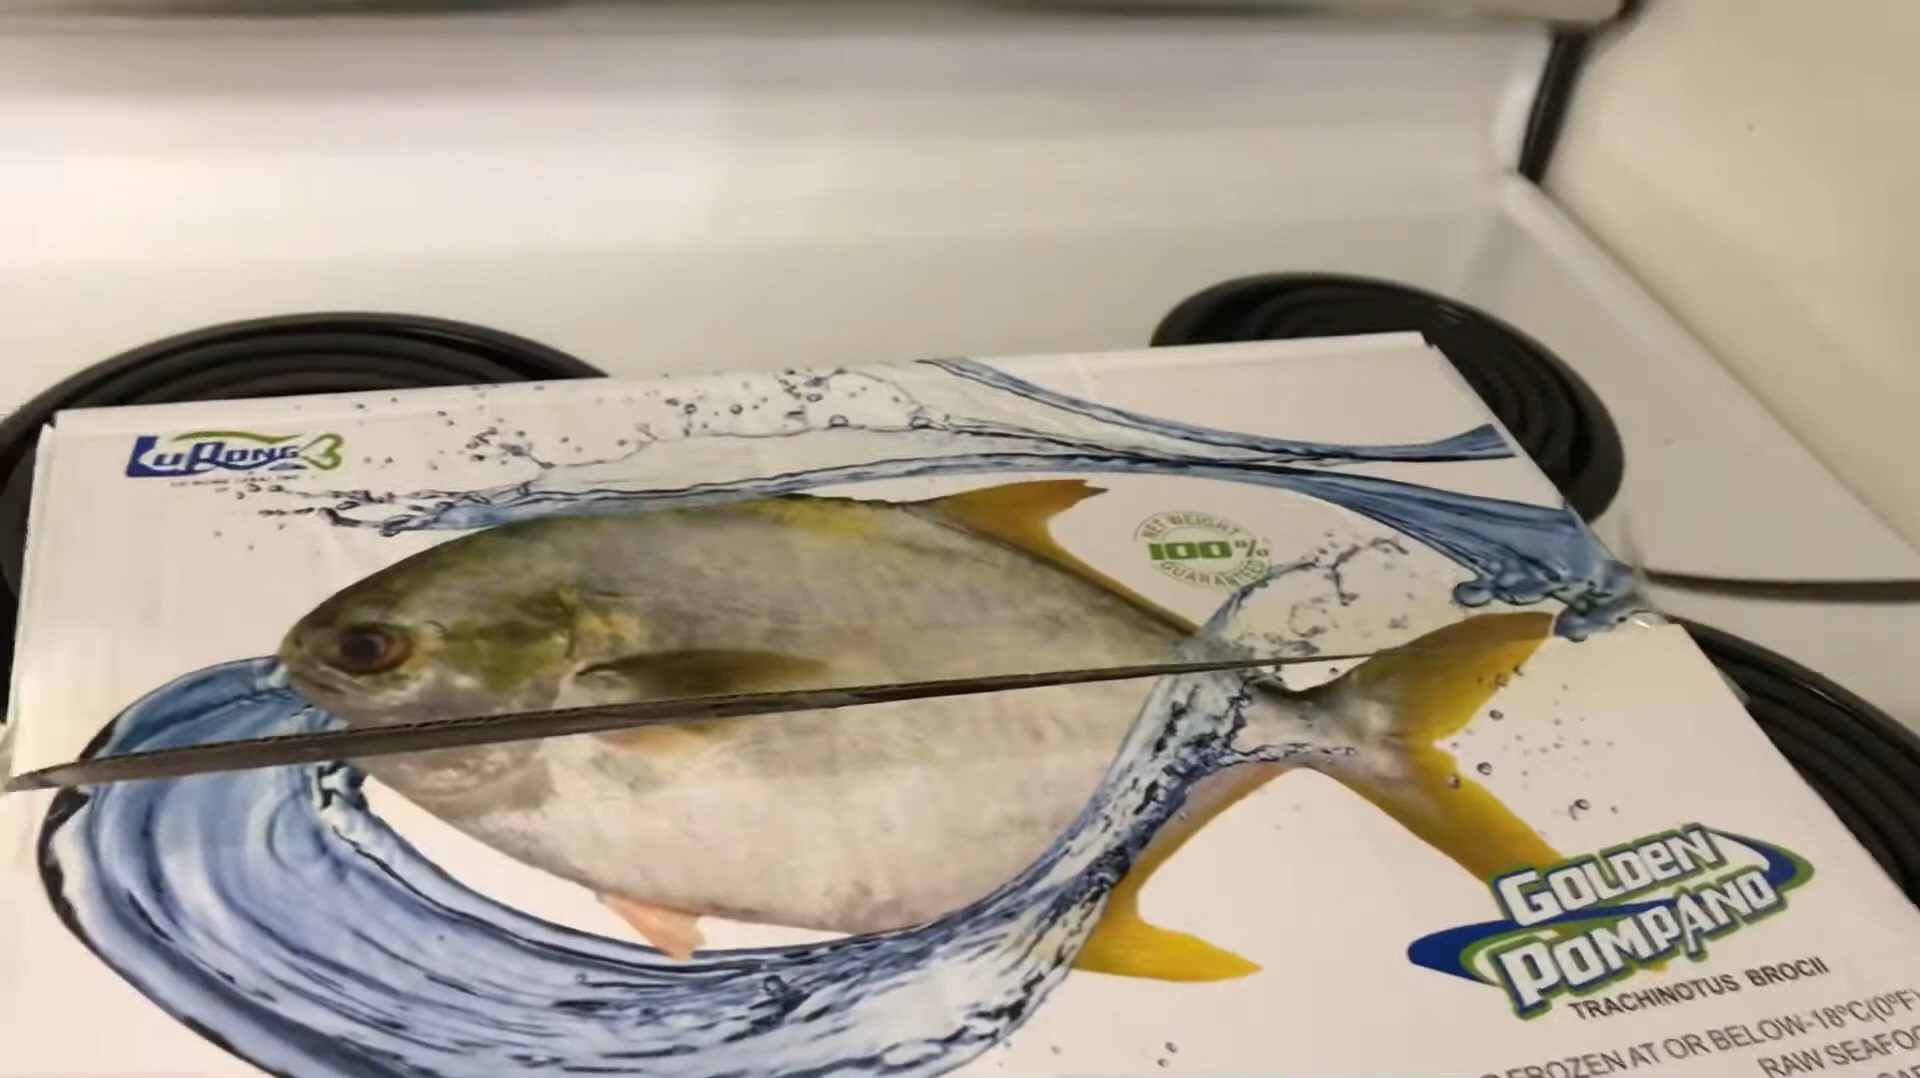 LuRong
NET WEIGHT
100%
GUARANTEED
GOLDEN
POMPANO
TRACHINOTUS BROCII
FROZEN AT OR BELOW-18°C(0°F)
RAW SEAFOO